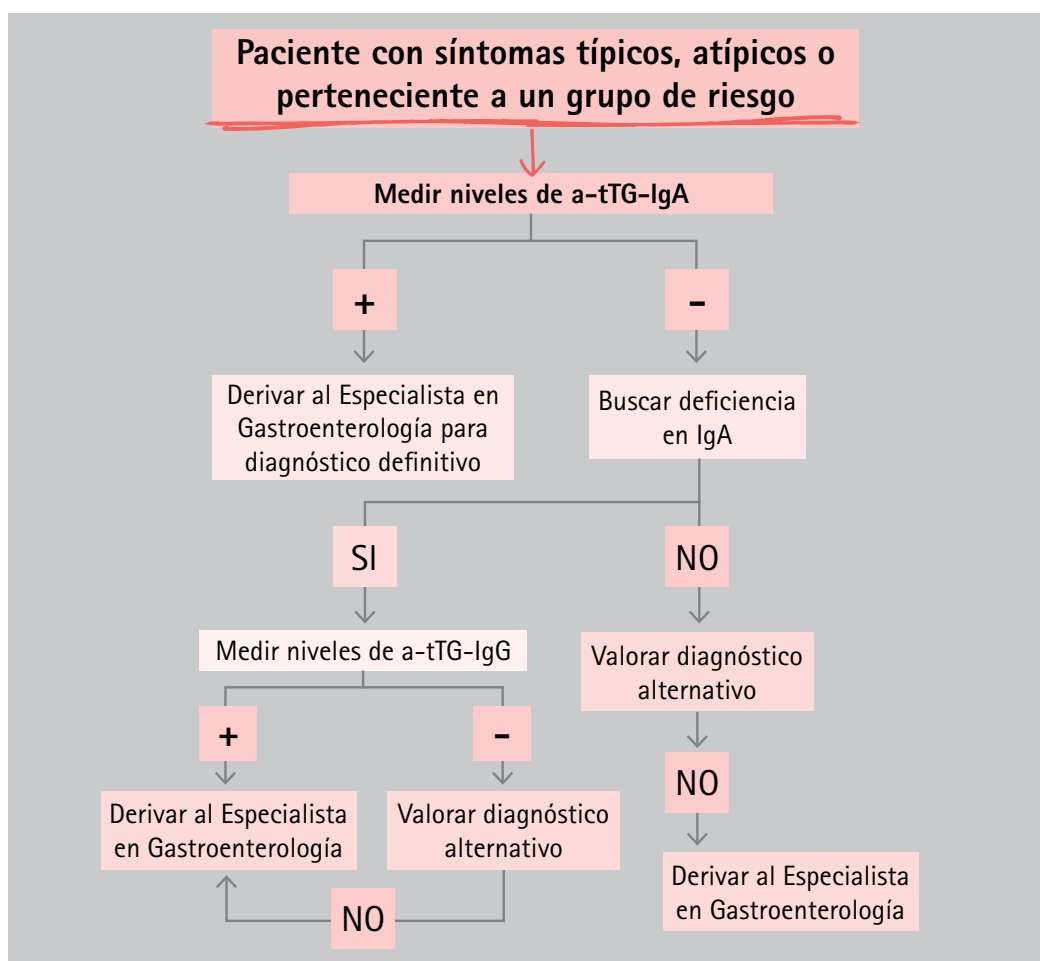 Paciente con síntomas típicos, atípicos o
perteneciente a un grupo de riesgo
Medir niveles de a-tTG-IgA
+
-
Derivar al Especialista en
Gastroenterología para
diagnóstico definitivo
Buscar deficiencia
en IgA
SI
NO
Medir niveles de a-tTG-IgG
Valorar diagnóstico
alternativo
+
-
NO
Derivar al Especialista
en Gastroenterología
Valorar diagnóstico
alternativo
Derivar al Especialista
en Gastroenterología
NO